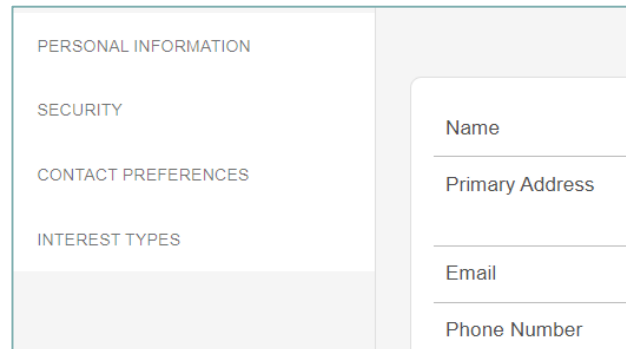 PERSONAL INFORMATION
SECURITY
CONTACT PREFERENCES
INTEREST TYPES
Name
Primary Address
Email
Phone Number